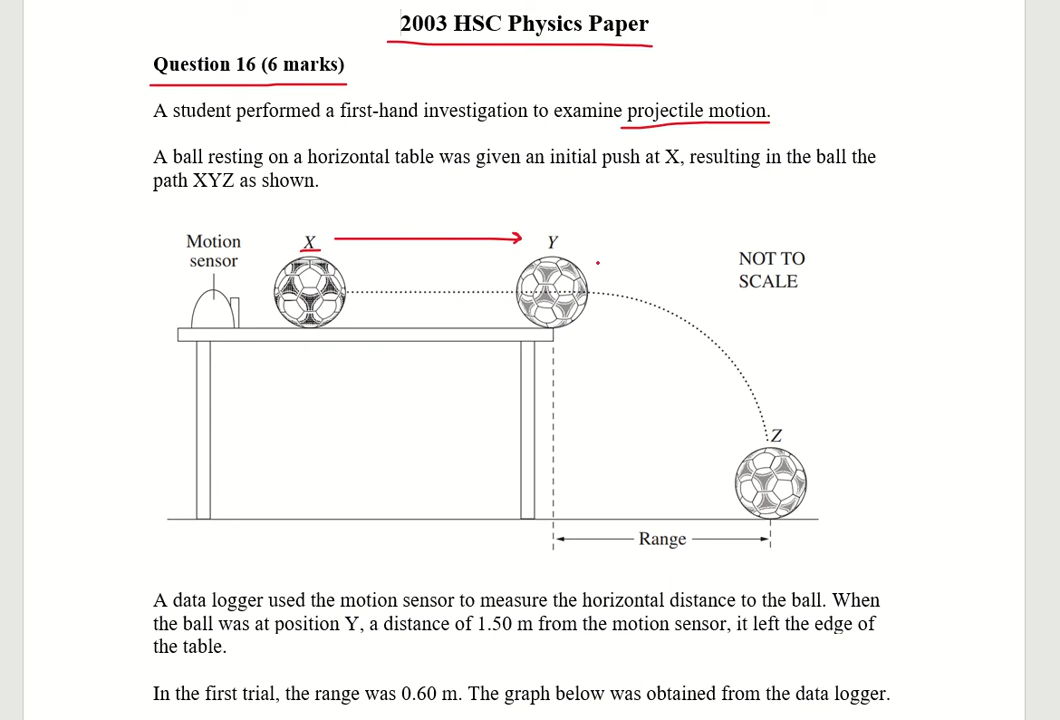 2003 HSC Physics Paper
Question 16 (6 marks)
A student performed a first-hand investigation to examine projectile motion.
A ball resting on a horizontal table was given an initial push at X, resulting in the ball the
path XYZ as shown.
Motion
sensor
X
Y
NOT TO
SCALE
Z
Range
A data logger used the motion sensor to measure the horizontal distance to the ball. When
the ball was at position Y, a distance of 1.50 m from the motion sensor, it left the edge of
the table.
In the first trial, the range was 0.60 m. The graph below was obtained from the data logger.